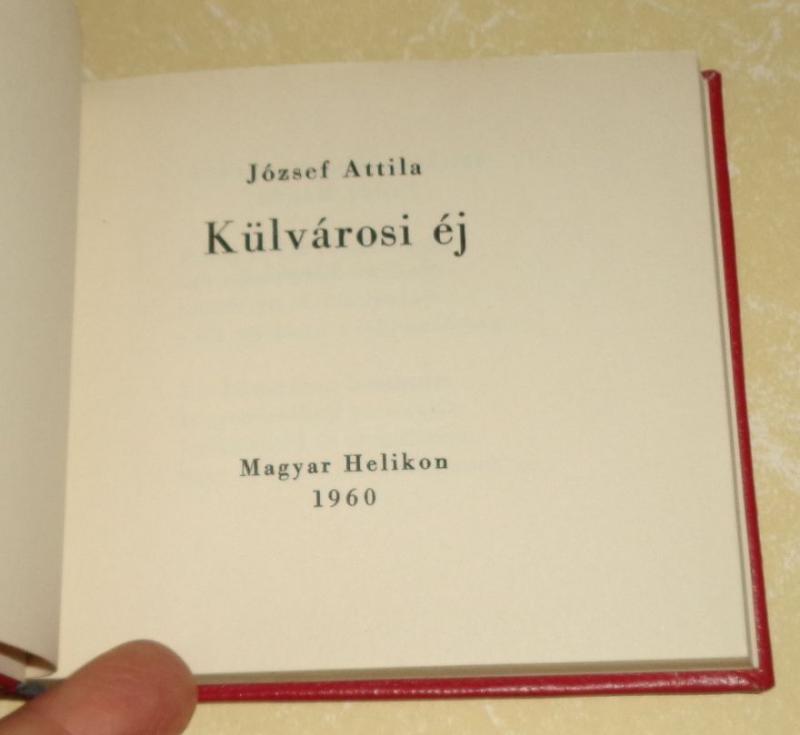 József Attila
Külvárosi éj
Magyar Helikon
1960